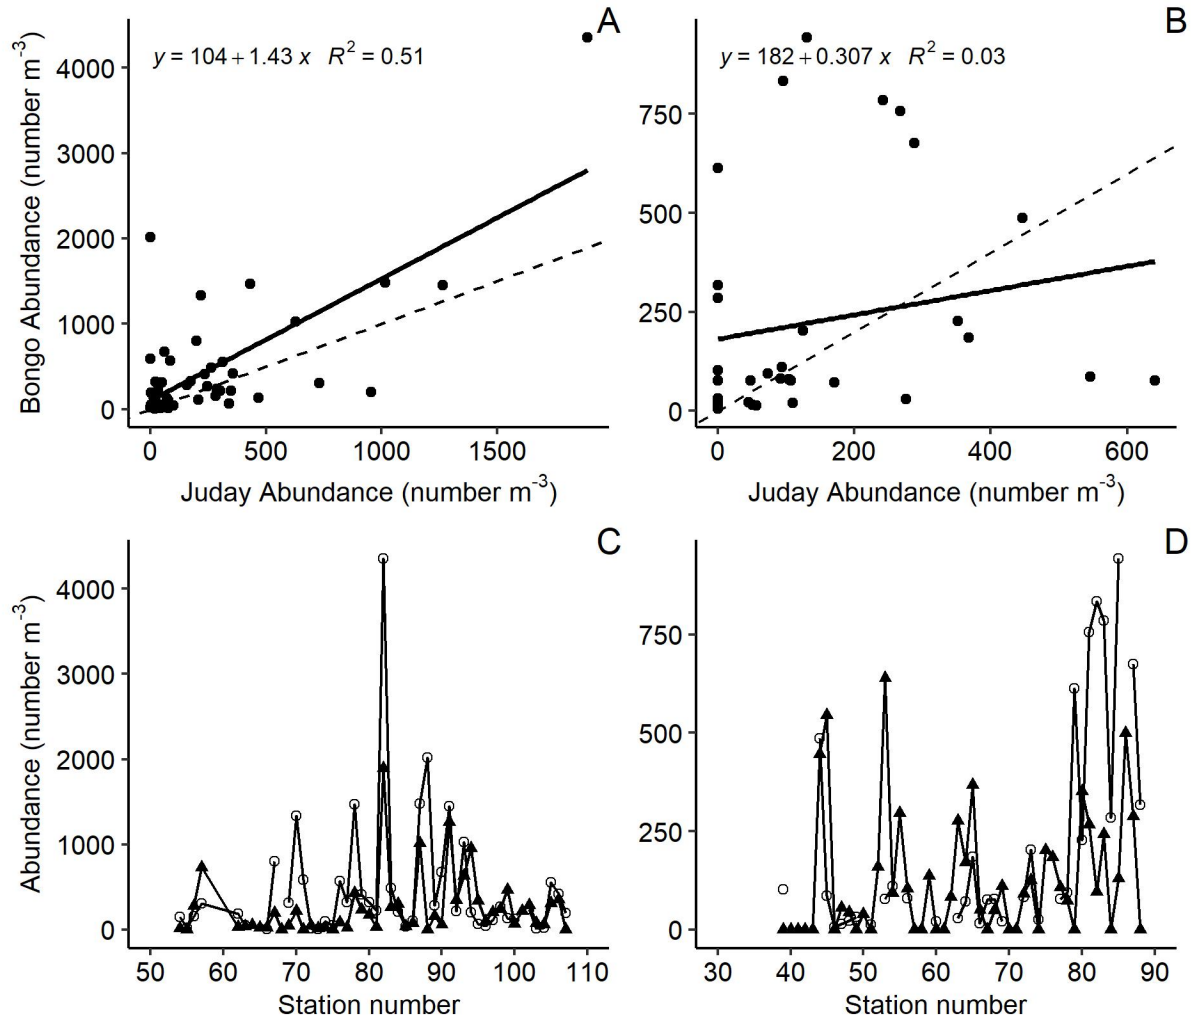 A
y = 104 + 1.43 x R² = 0.51
Bongo Abundance (number m⁻³)
4000
3000
2000
1000
0
0 500 1000 1500
Juday Abundance (number m⁻³)
B
y = 182 + 0.307 x R² = 0.03
750
500
250
0
0 200 400 600
Juday Abundance (number m⁻³)
C
Abundance (number m⁻³)
4000
3000
2000
1000
0
50 60 70 80 90 100 110
Station number
D
750
500
250
0
30 40 50 60 70 80 90
Station number